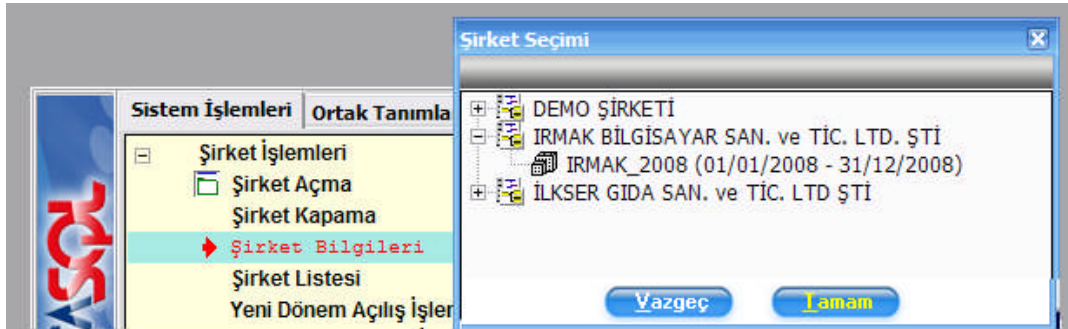 Şirket Seçimi
DEMO ŞİRKETİ
IRMAK BİLGİSAYAR SAN. ve TİC. LTD. ŞTİ
IRMAK_2008 (01/01/2008 - 31/12/2008)
İLKSER GIDA SAN. ve TİC. LTD ŞTİ
Vazgeç Tamam
Sistem İşlemleri Ortak Tanımla
Şirket İşlemleri
Şirket Açma
Şirket Kapama
Şirket Bilgileri
Şirket Listesi
Yeni Dönem Açılış İşler